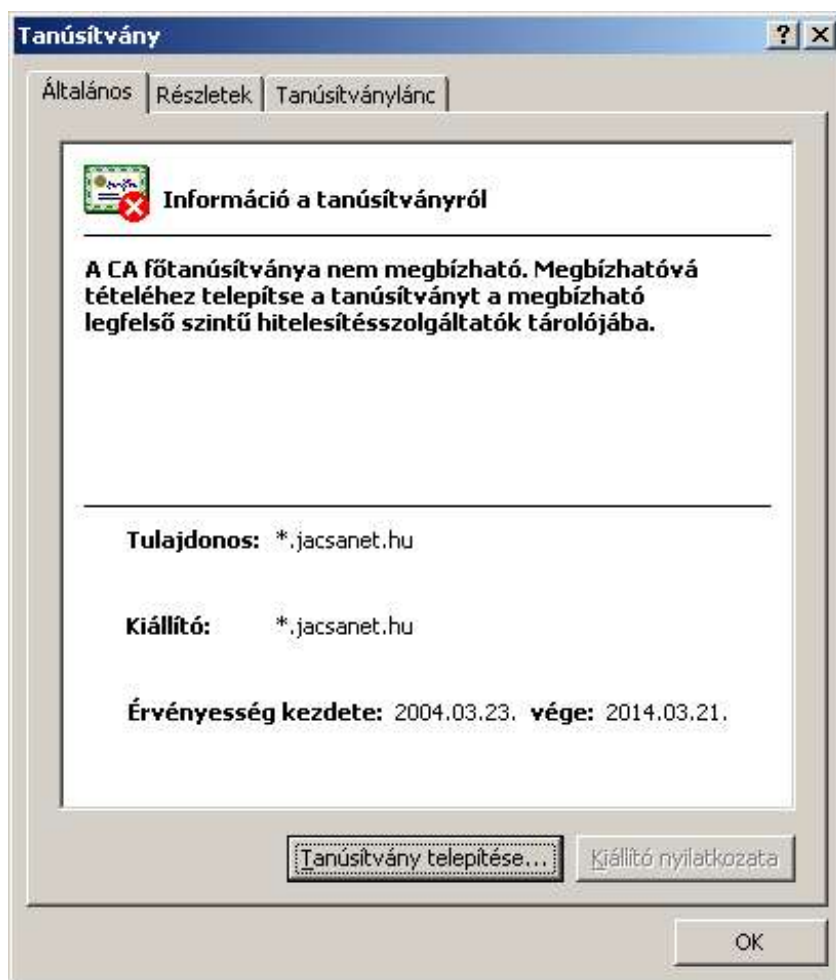 Tanúsítvány
Általános Részletek Tanúsítványlánc
Információ a tanúsítványról
A CA főtanúsítványa nem megbízható. Megbízhatóvá
tételéhez telepítse a tanúsítványt a megbízható
legfelső szintű hitelesítésszolgáltatók tárolójába.
Tulajdonos: *.jacsanet.hu
Kiállító: *.jacsanet.hu
Érvényesség kezdete: 2004.03.23. vége: 2014.03.21.
Tanúsítvány telepítése... Kiállító nyilatkozata
OK